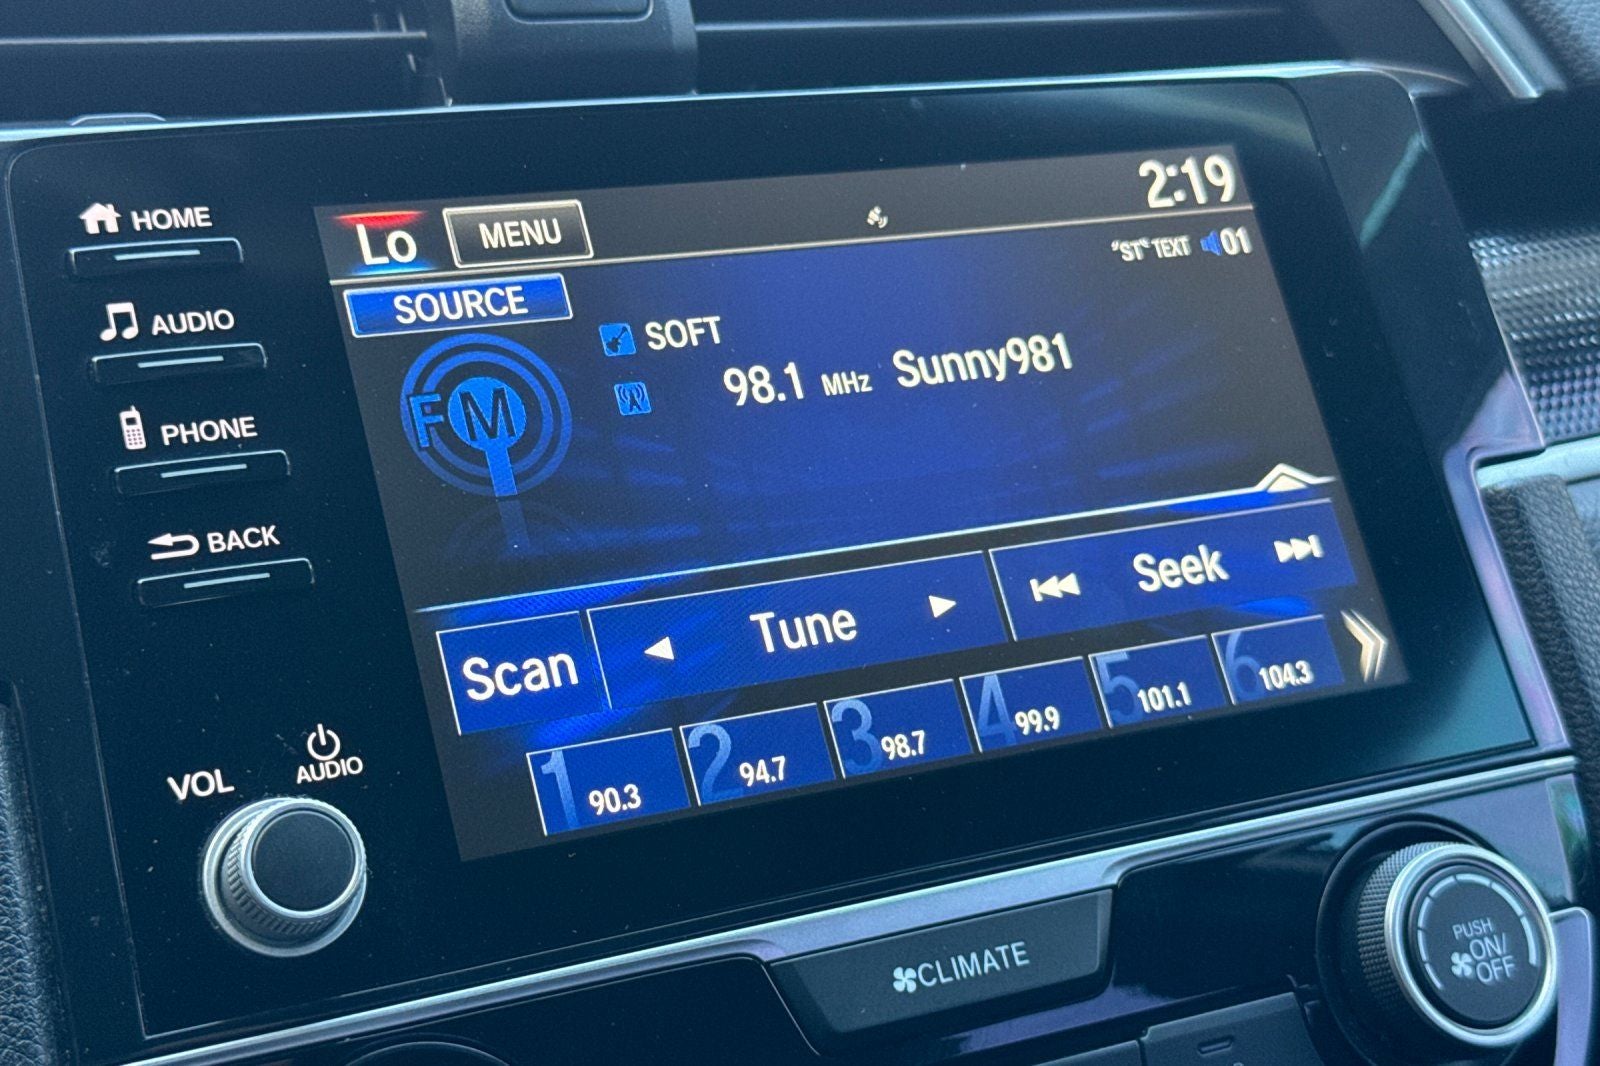 HOME
AUDIO
PHONE
BACK
VOL
AUDIO
Lo
MENU
2:19
"ST" TEXT
01
SOURCE
FM
SOFT
98.1 MHz Sunny981
Scan
Tune
Seek
1 90.3
2 94.7
3 98.7
4 99.9
5 101.1
6 104.3
CLIMATE
PUSH
ON/
OFF